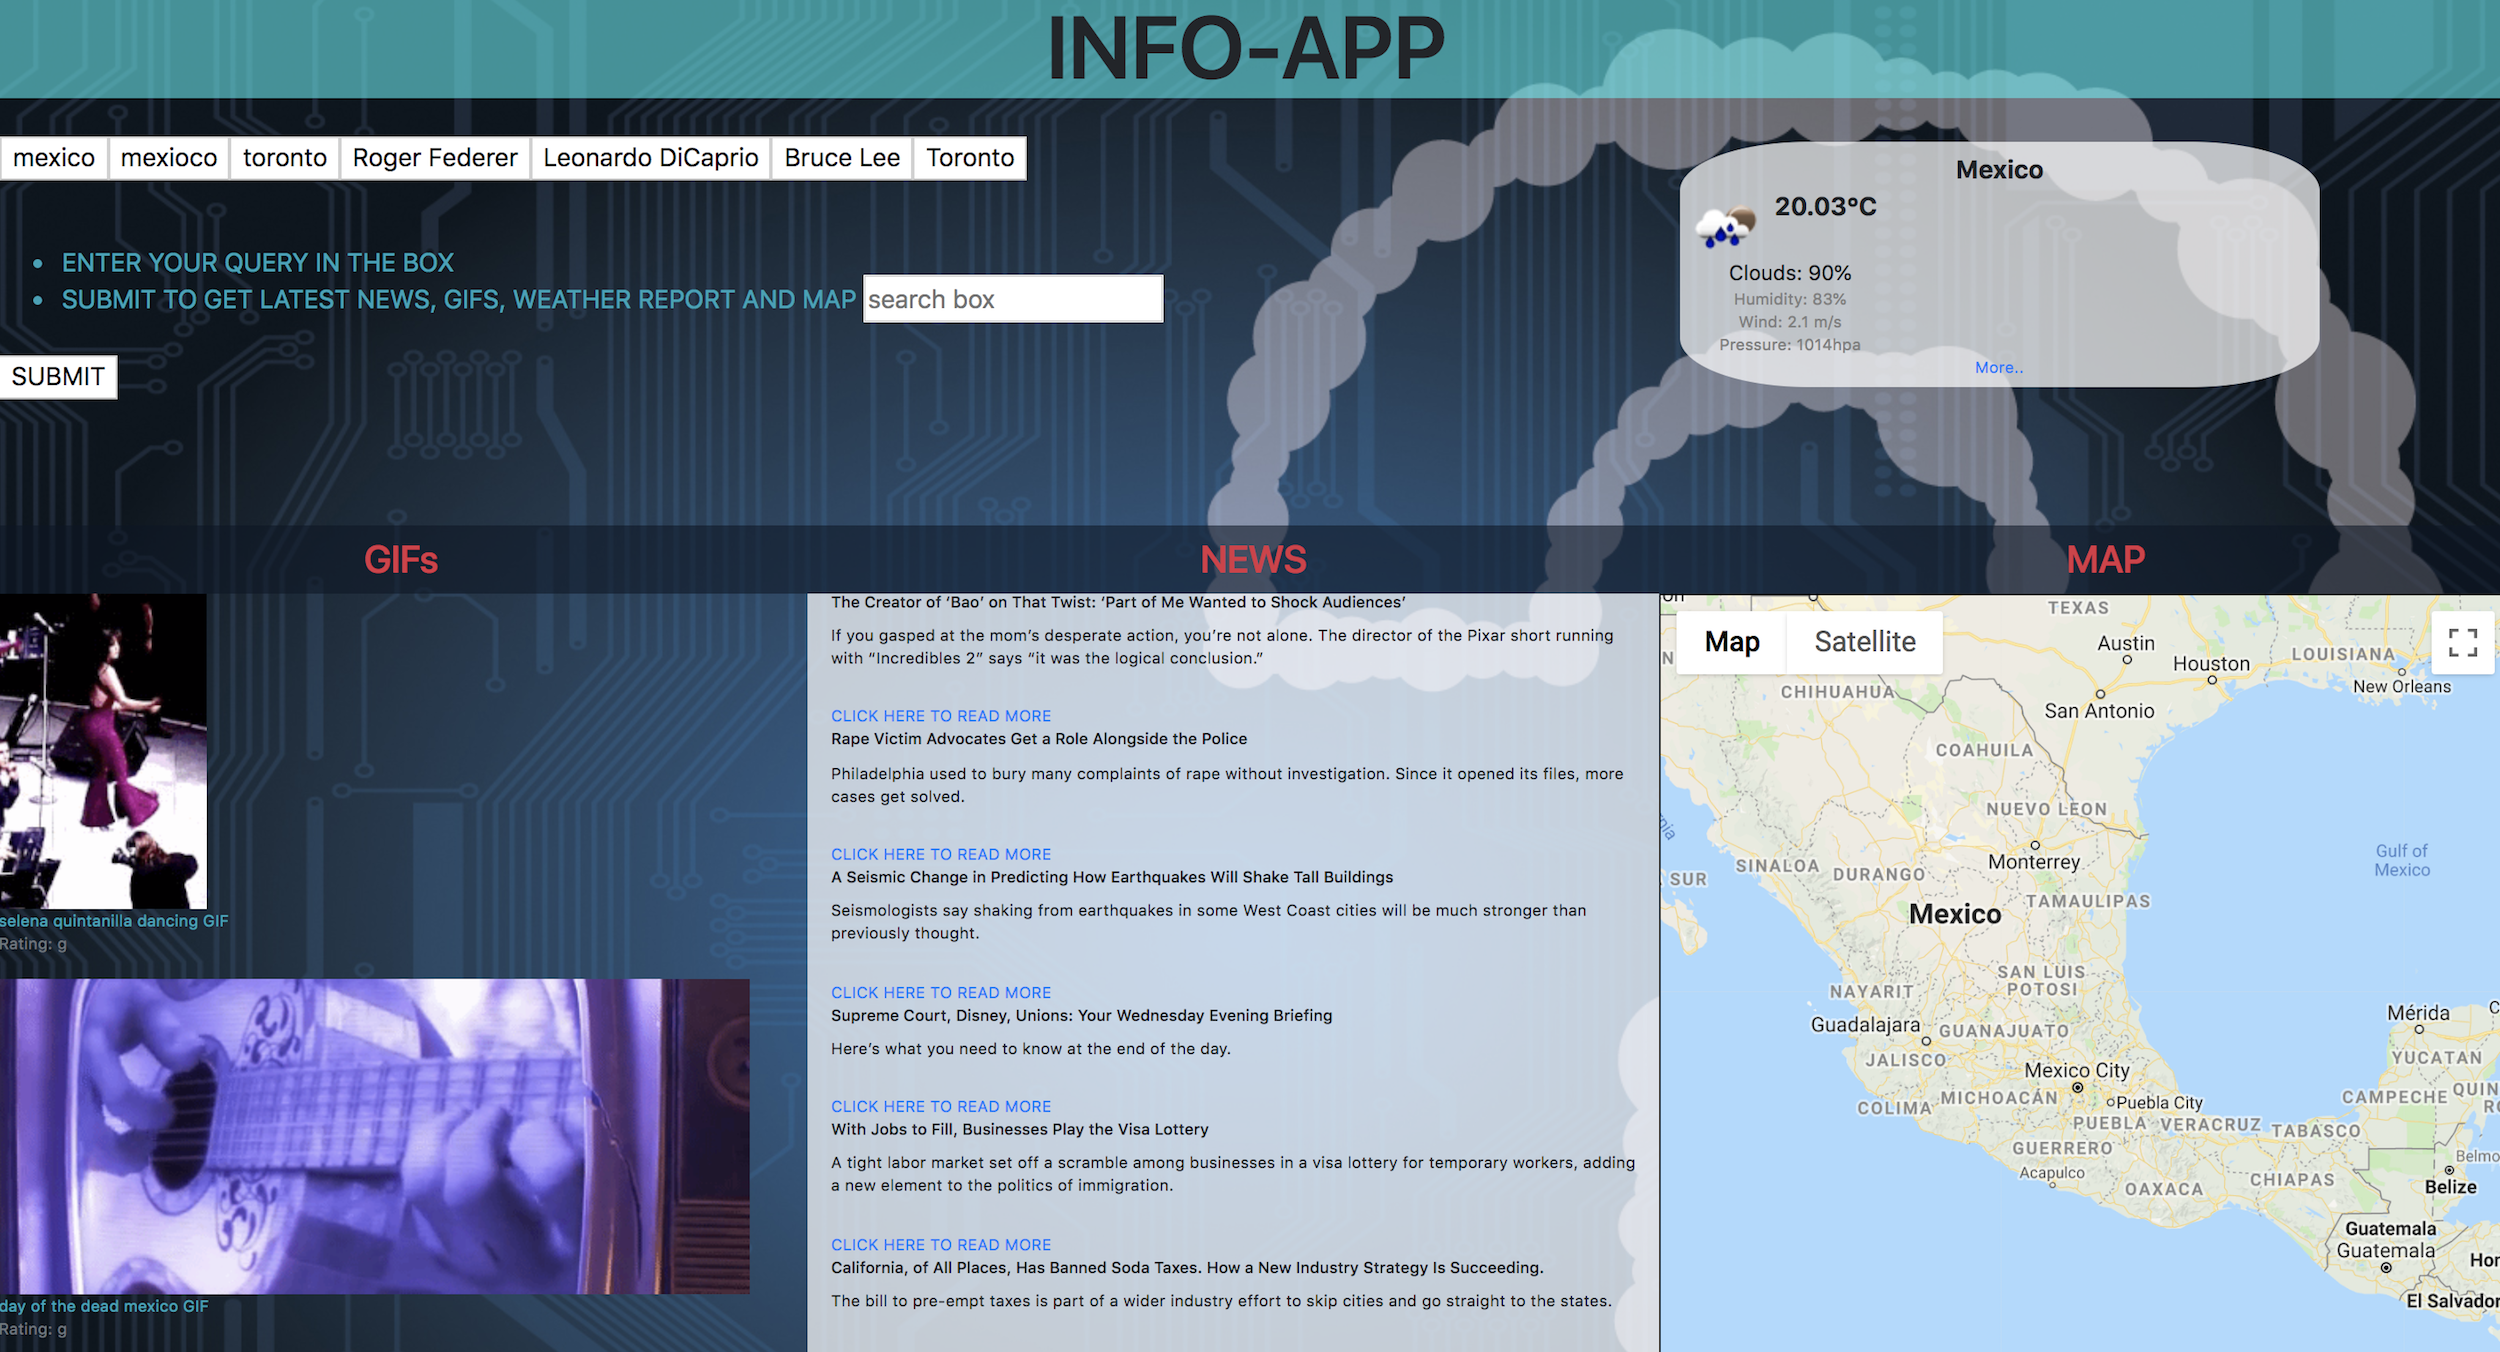 INFO-APP
mexico mexioco toronto Roger Federer Leonardo DiCaprio Bruce Lee Toronto
ENTER YOUR QUERY IN THE BOX
SUBMIT TO GET LATEST NEWS, GIFS, WEATHER REPORT AND MAP search box
SUBMIT
Mexico
20.03°C
Clouds: 90%
Humidity: 83%
Wind: 2.1 m/s
Pressure: 1014hpa
More..
GIFs
selena quintanilla dancing GIF
Rating: g
day of the dead mexico GIF
Rating: g
NEWS
The Creator of ‘Bao’ on That Twist: ‘Part of Me Wanted to Shock Audiences’
If you gasped at the mom’s desperate action, you’re not alone. The director of the Pixar short running
with “Incredibles 2” says “it was the logical conclusion.”
CLICK HERE TO READ MORE
Rape Victim Advocates Get a Role Alongside the Police
Philadelphia used to bury many complaints of rape without investigation. Since it opened its files, more
cases get solved.
CLICK HERE TO READ MORE
A Seismic Change in Predicting How Earthquakes Will Shake Tall Buildings
Seismologists say shaking from earthquakes in some West Coast cities will be much stronger than
previously thought.
CLICK HERE TO READ MORE
Supreme Court, Disney, Unions: Your Wednesday Evening Briefing
Here’s what you need to know at the end of the day.
CLICK HERE TO READ MORE
With Jobs to Fill, Businesses Play the Visa Lottery
A tight labor market set off a scramble among businesses in a visa lottery for temporary workers, adding
a new element to the politics of immigration.
CLICK HERE TO READ MORE
California, of All Places, Has Banned Soda Taxes. How a New Industry Strategy Is Succeeding.
The bill to pre-empt taxes is part of a wider industry effort to skip cities and go straight to the states.
MAP
Map Satellite
TEXAS
Austin
Houston
LOUISIANA
New Orleans
CHIHUAHUA
San Antonio
COAHUILA
NUEVO LEON
Monterrey
SINALOA
DURANGO
SUR
Gulf of
Mexico
TAMAULIPAS
Mexico
SAN LUIS
POTOSI
NAYARIT
Guadalajara
GUANAJUATO
Mérida
JALISCO
YUCATAN
Mexico City
COLIMA
MICHOACÁN
Puebla City
CAMPECHE
PUEBLA
VERACRUZ
TABASCO
GUERRERO
Acapulco
OAXACA
CHIAPAS
Belize
Guatemala
Guatemala
El Salvador